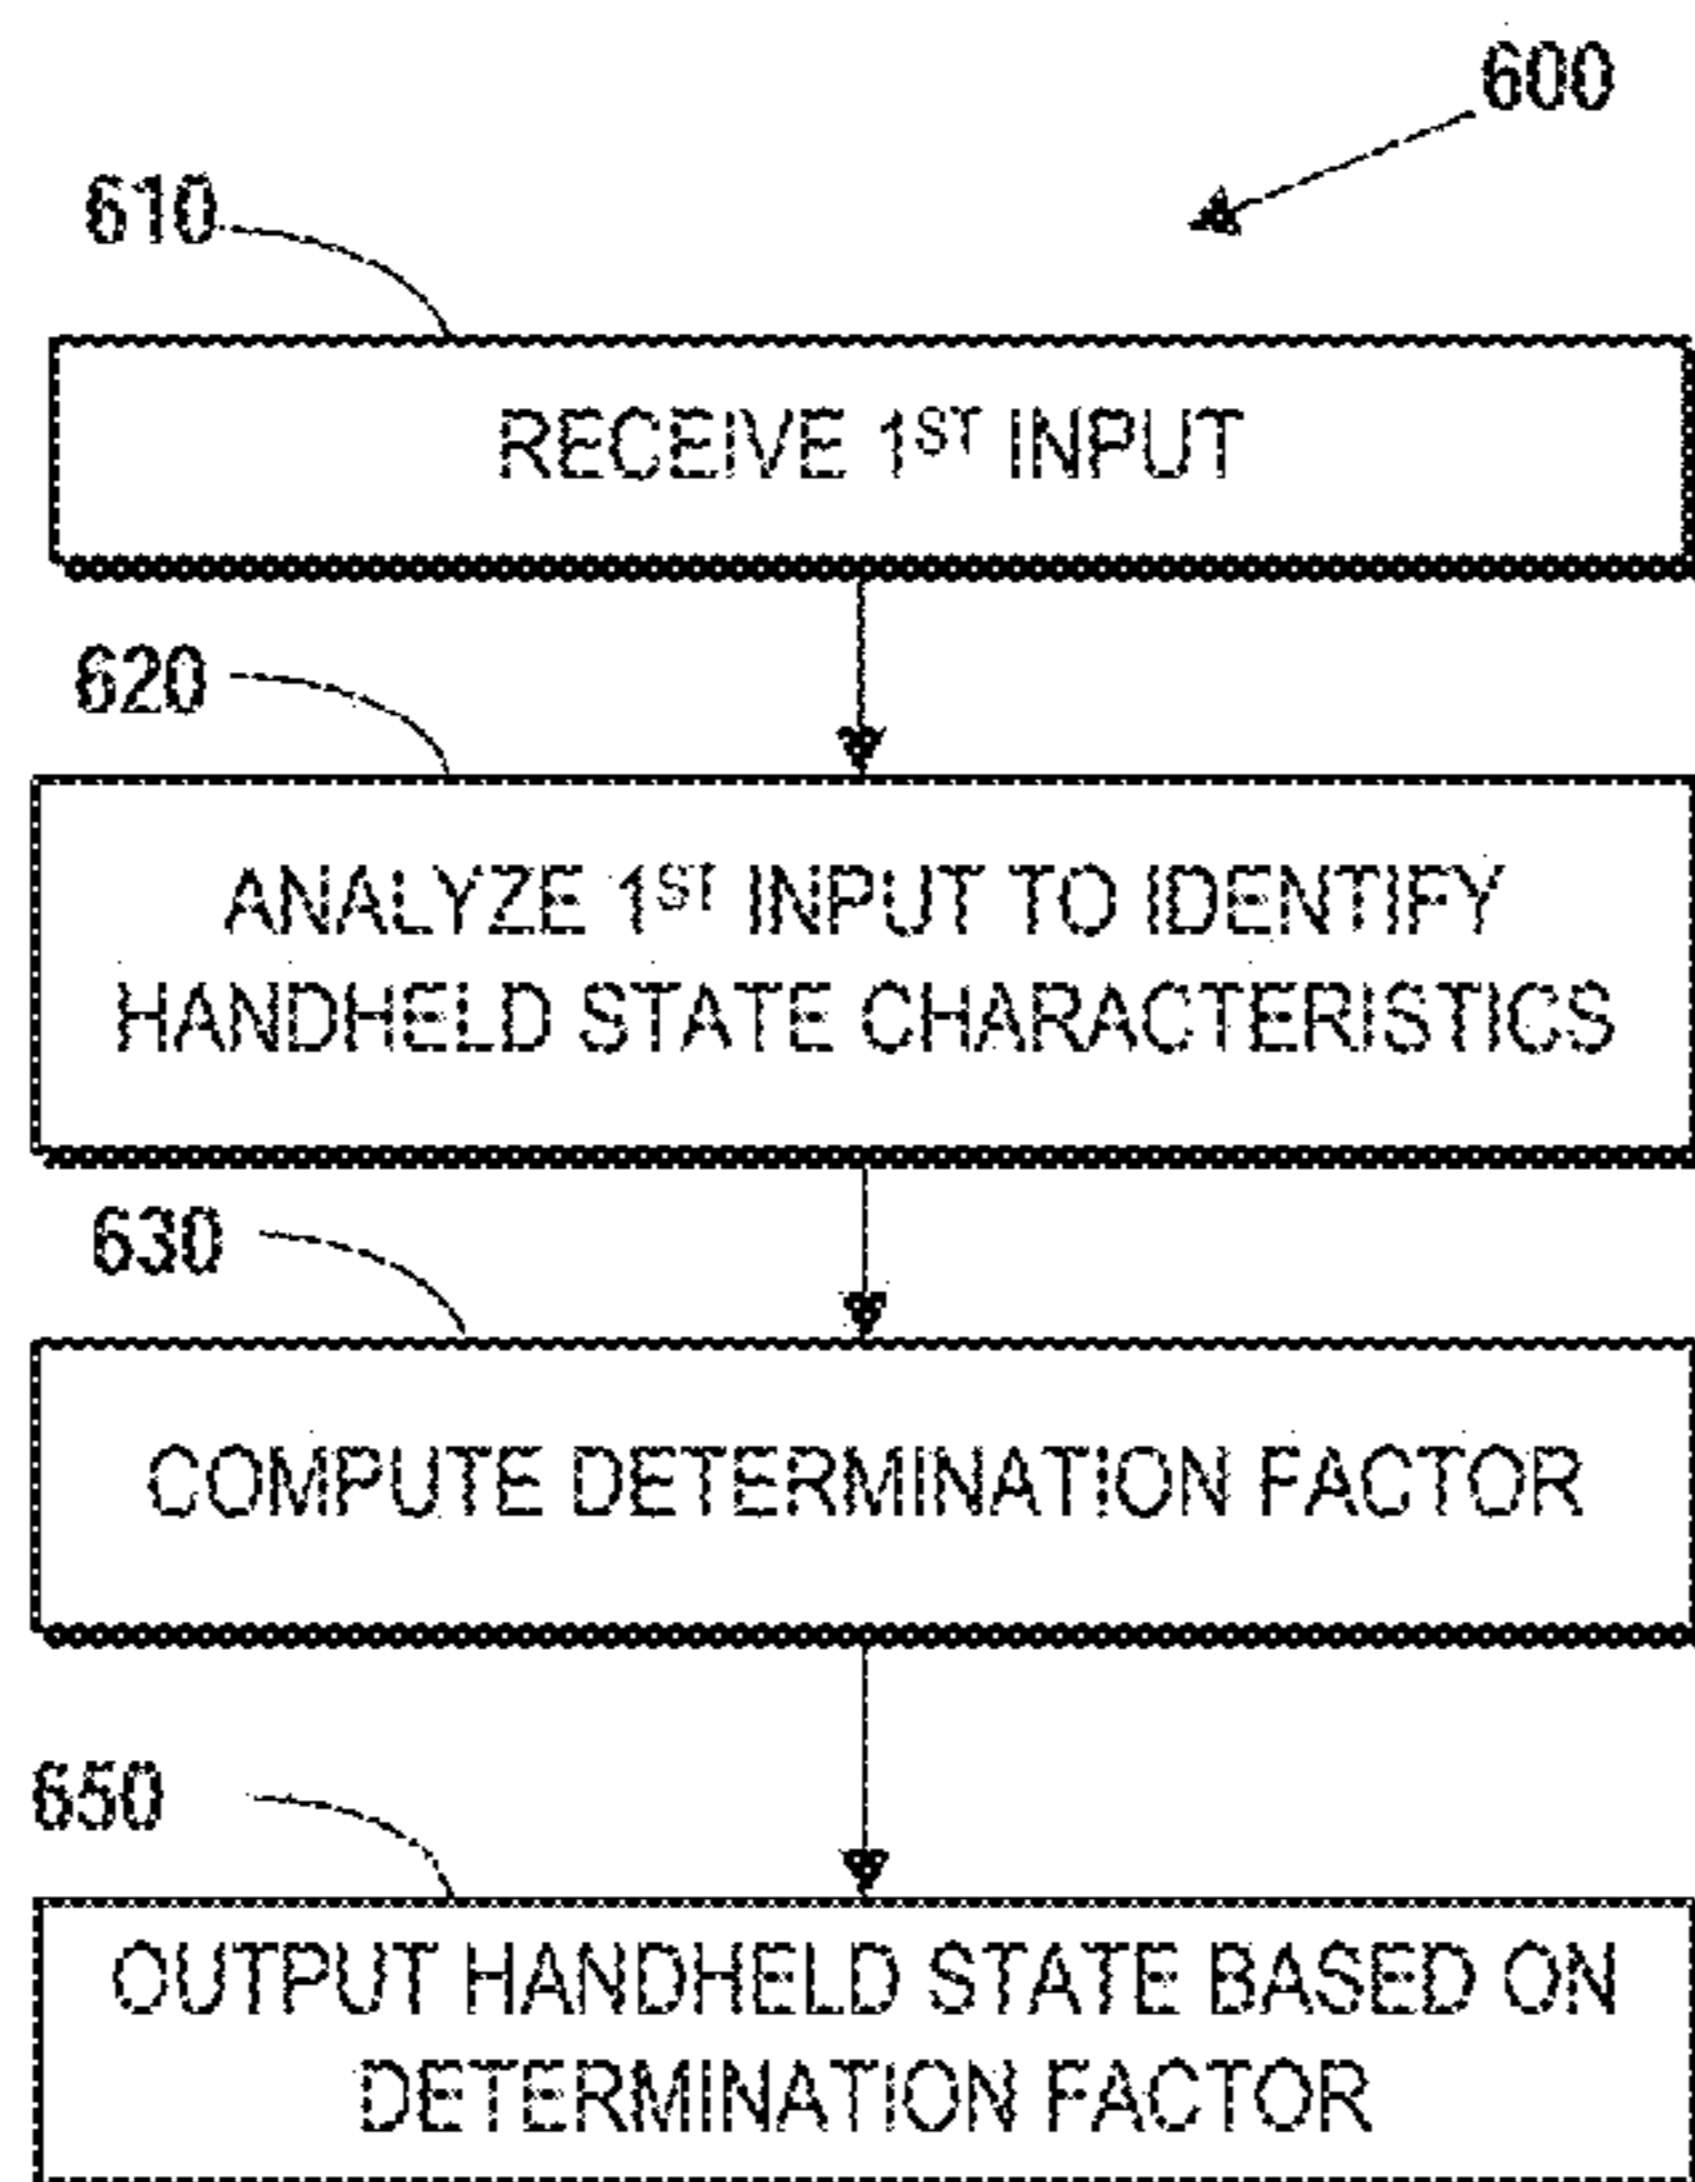 600
610
RECEIVE 1ST INPUT
620
ANALYZE 1ST INPUT TO IDENTIFY
HANDHELD STATE CHARACTERISTICS
630
COMPUTE DETERMINATION FACTOR
650
OUTPUT HANDHELD STATE BASED ON
DETERMINATION FACTOR